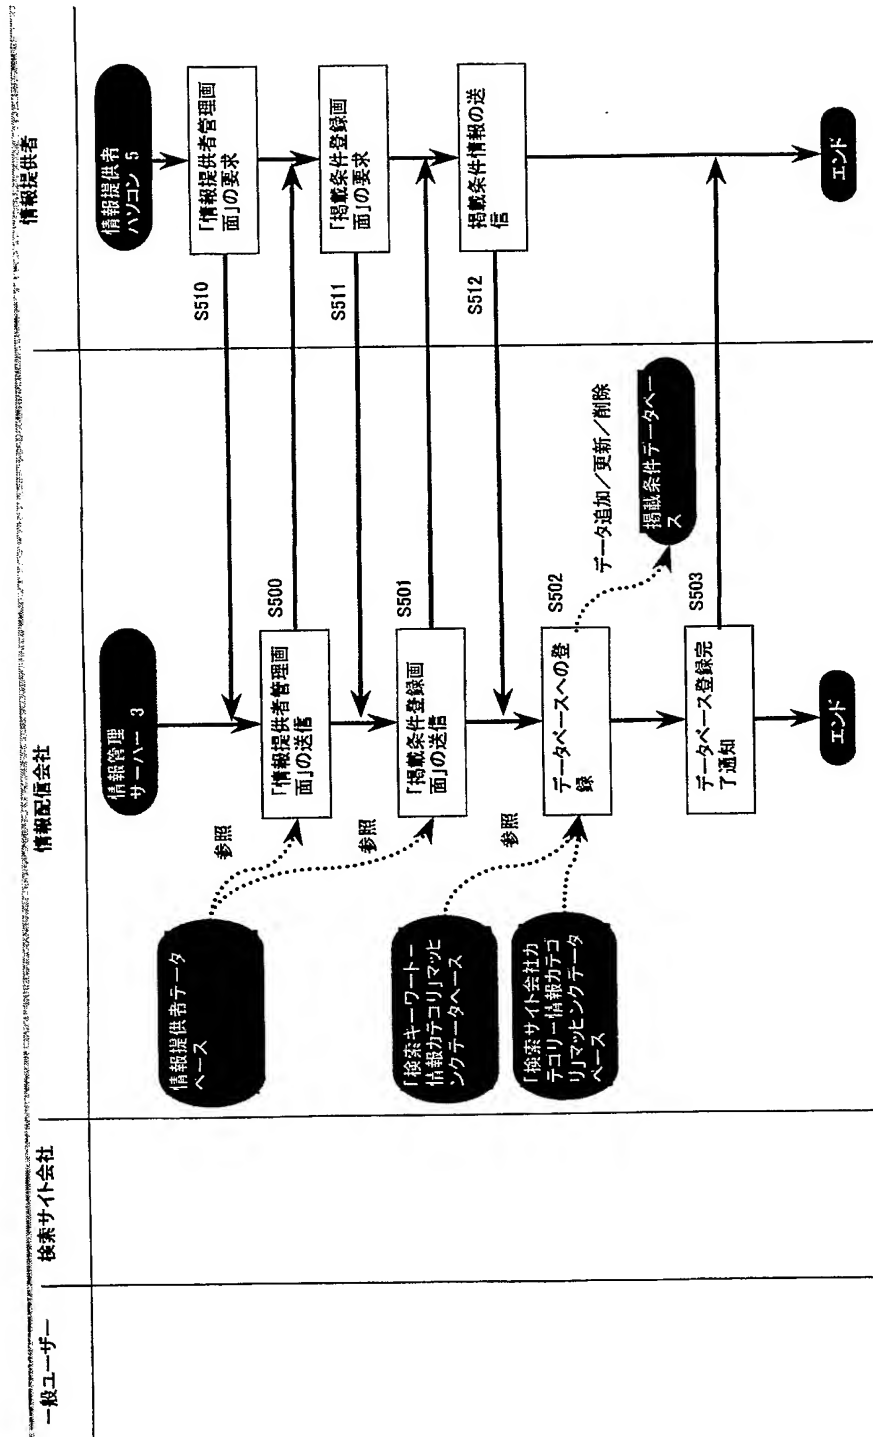 一般ユーザー
検索サイト会社
情報配信会社
情報提供者
情報管理
サーバー 3
情報提供者
パソコン 5
「情報提供者管理画
面」の要求
S510
「情報提供者管理画
面」の送信
S500
「掲載条件登録画
面」の要求
S511
「掲載条件登録画
面」の送信
S501
掲載条件情報の送
信
S512
データベースへの登
録
S502
データ追加／更新／削除
掲載条件データベー
ス
データベース登録完
了通知
S503
エンド
エンド
情報提供者データ
ベース
参照
参照
「検索キーワード－
情報カテゴリ」マッピ
ングデータベース
参照
「検索サイト会社カ
テゴリー情報カテゴ
リ」マッピングデータ
ベース